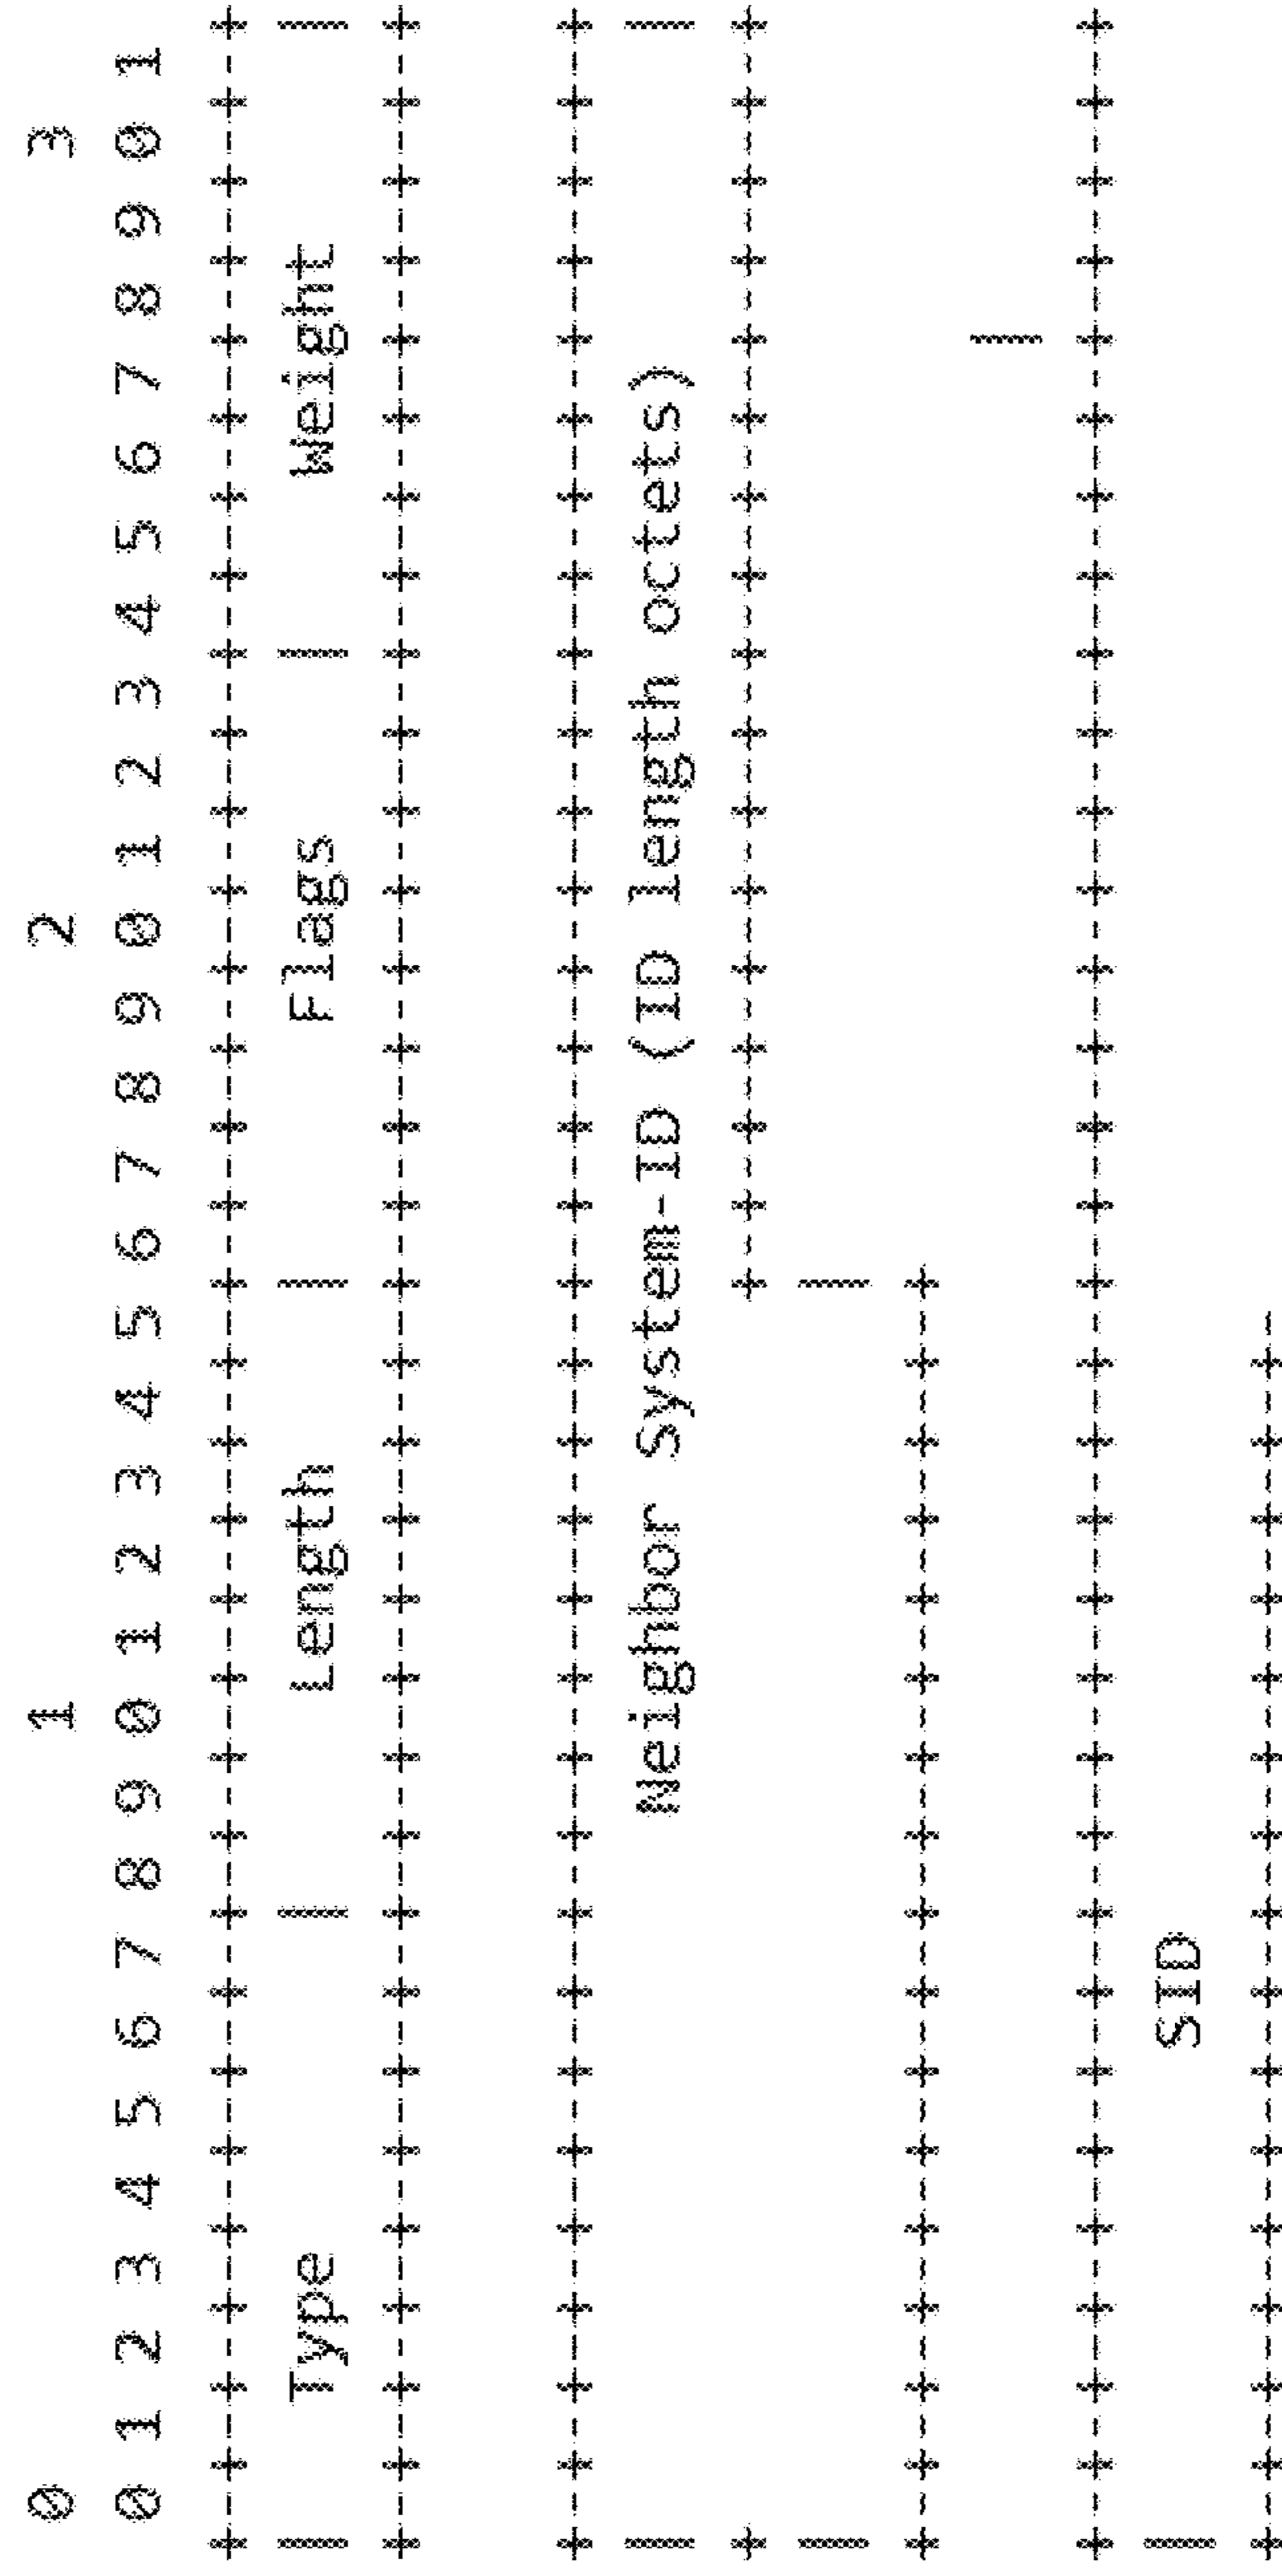 0                   1                   2                   3
 0 1 2 3 4 5 6 7 8 9 0 1 2 3 4 5 6 7 8 9 0 1 2 3 4 5 6 7 8 9 0 1
+-+-+-+-+-+-+-+-+-+-+-+-+-+-+-+-+-+-+-+-+-+-+-+-+-+-+-+-+-+-+-+-+
|   Type        |     Length    |      Flags    |    Weight     |
+-+-+-+-+-+-+-+-+-+-+-+-+-+-+-+-+-+-+-+-+-+-+-+-+-+-+-+-+-+-+-+-+

+-+-+-+-+-+-+-+-+-+-+-+-+-+-+-+-+-+-+-+-+-+-+-+-+-+-+-+-+-+-+-+-+
|                  Neighbor System-ID (ID length octets)        |
+                               +-+-+-+-+-+-+-+-+-+-+-+-+-+-+-+-+
|                               |
+-+-+-+-+-+-+-+-+-+-+-+-+-+-+-+-+
                                                        |
+-+-+-+-+-+-+-+-+-+-+-+-+-+-+-+-+-+-+-+-+-+-+-+-+-+-+-+-+-+-+-+-+
|            SID
+-+-+-+-+-+-+-+-+-+-+-+-+-+-+-+-